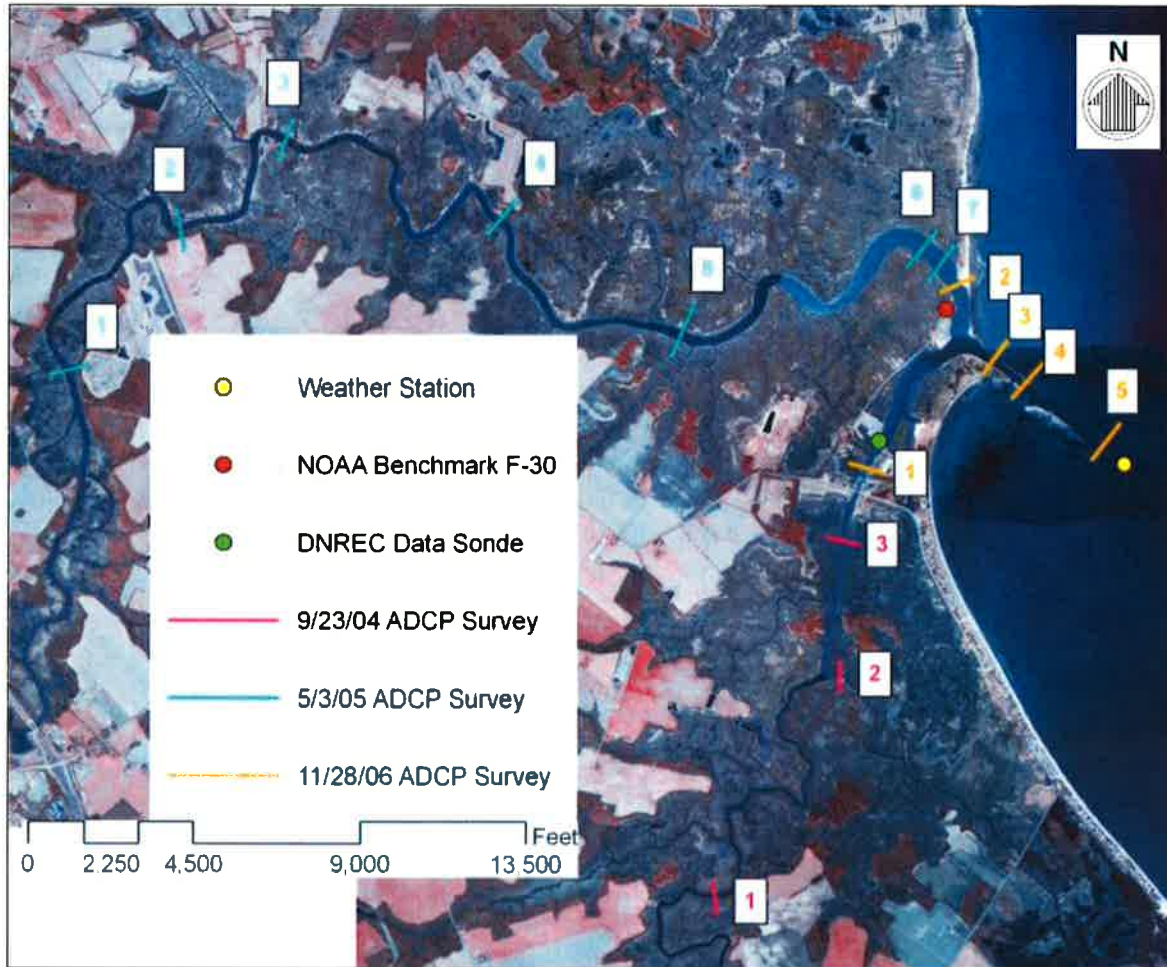 N
3
2
4
6
7
5
2
3
1
4
5
Weather Station
1
NOAA Benchmark F-30
DNREC Data Sonde
3
9/23/04 ADCP Survey
2
5/3/05 ADCP Survey
11/28/06 ADCP Survey
Feet
0 2,250 4,500 9,000 13,500
1